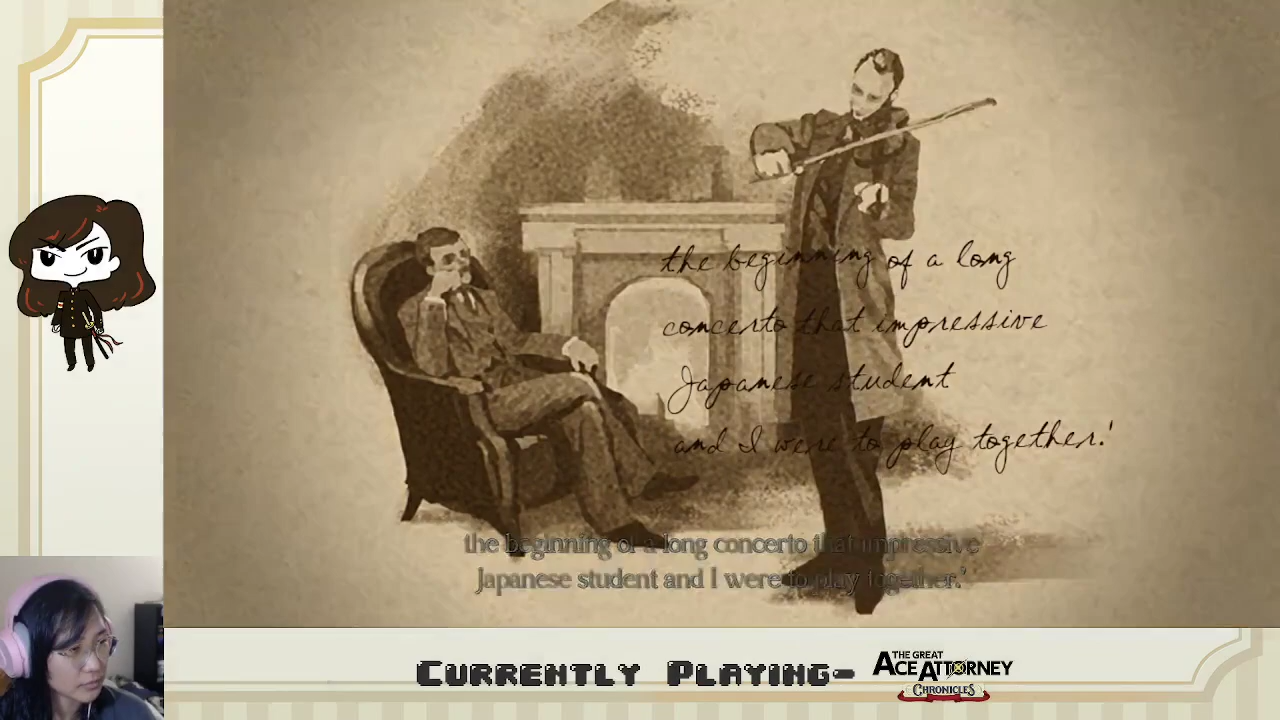 the beginning of a long
concerto that impressive
Japanese student
and I were to play together.'
the beginning of a long concerto that impressive
Japanese student and I were to play together.'
CURRENTLY PLAYING-
THE GREAT
ACE ATTORNEY
CHRONICLES